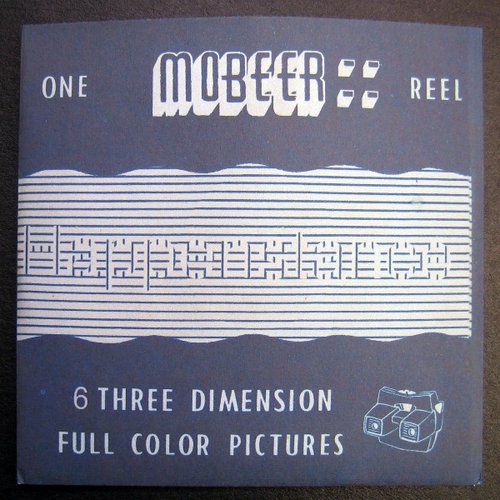 ONE MOBEER :: REEL
6 THREE DIMENSION
FULL COLOR PICTURES